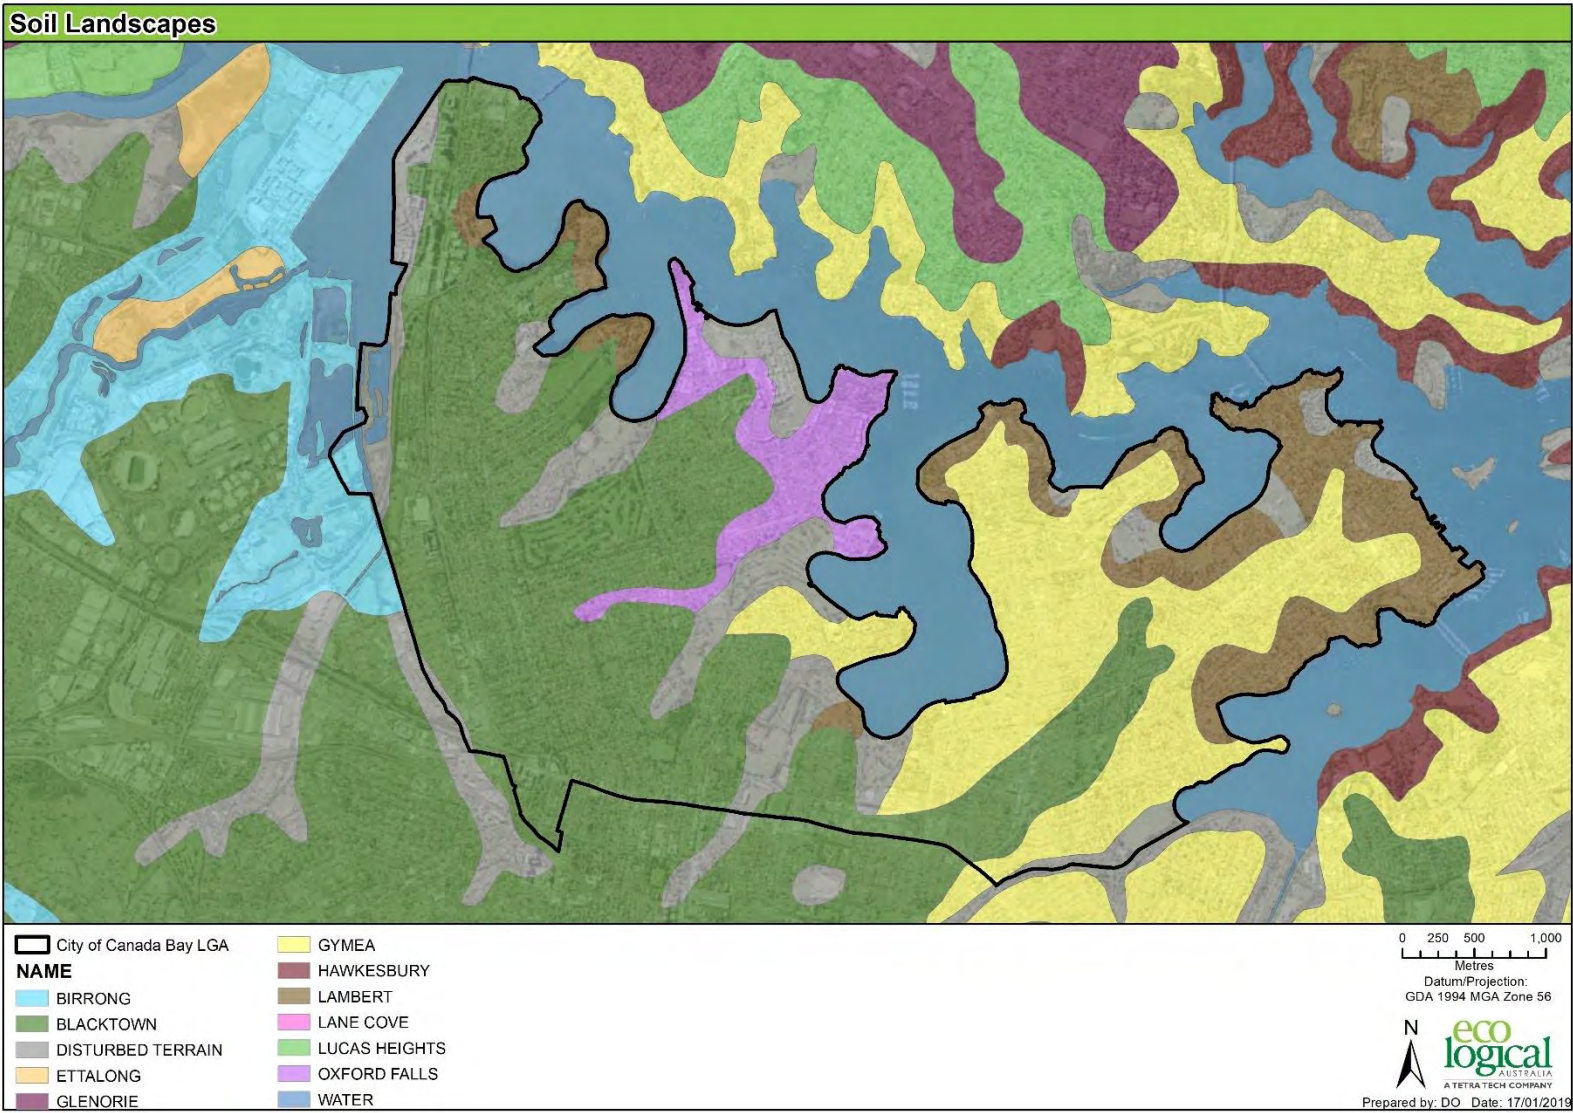 Soil Landscapes
City of Canada Bay LGA
NAME
BIRRONG
BLACKTOWN
DISTURBED TERRAIN
ETTALONG
GLENORIE
GYMEA
HAWKESBURY
LAMBERT
LANE COVE
LUCAS HEIGHTS
OXFORD FALLS
WATER
0 250 500 1,000
Metres
Datum/Projection:
GDA 1994 MGA Zone 56
N
eco
logical
AUSTRALIA
A TETRA TECH COMPANY
Prepared by: DO Date: 17/01/2019